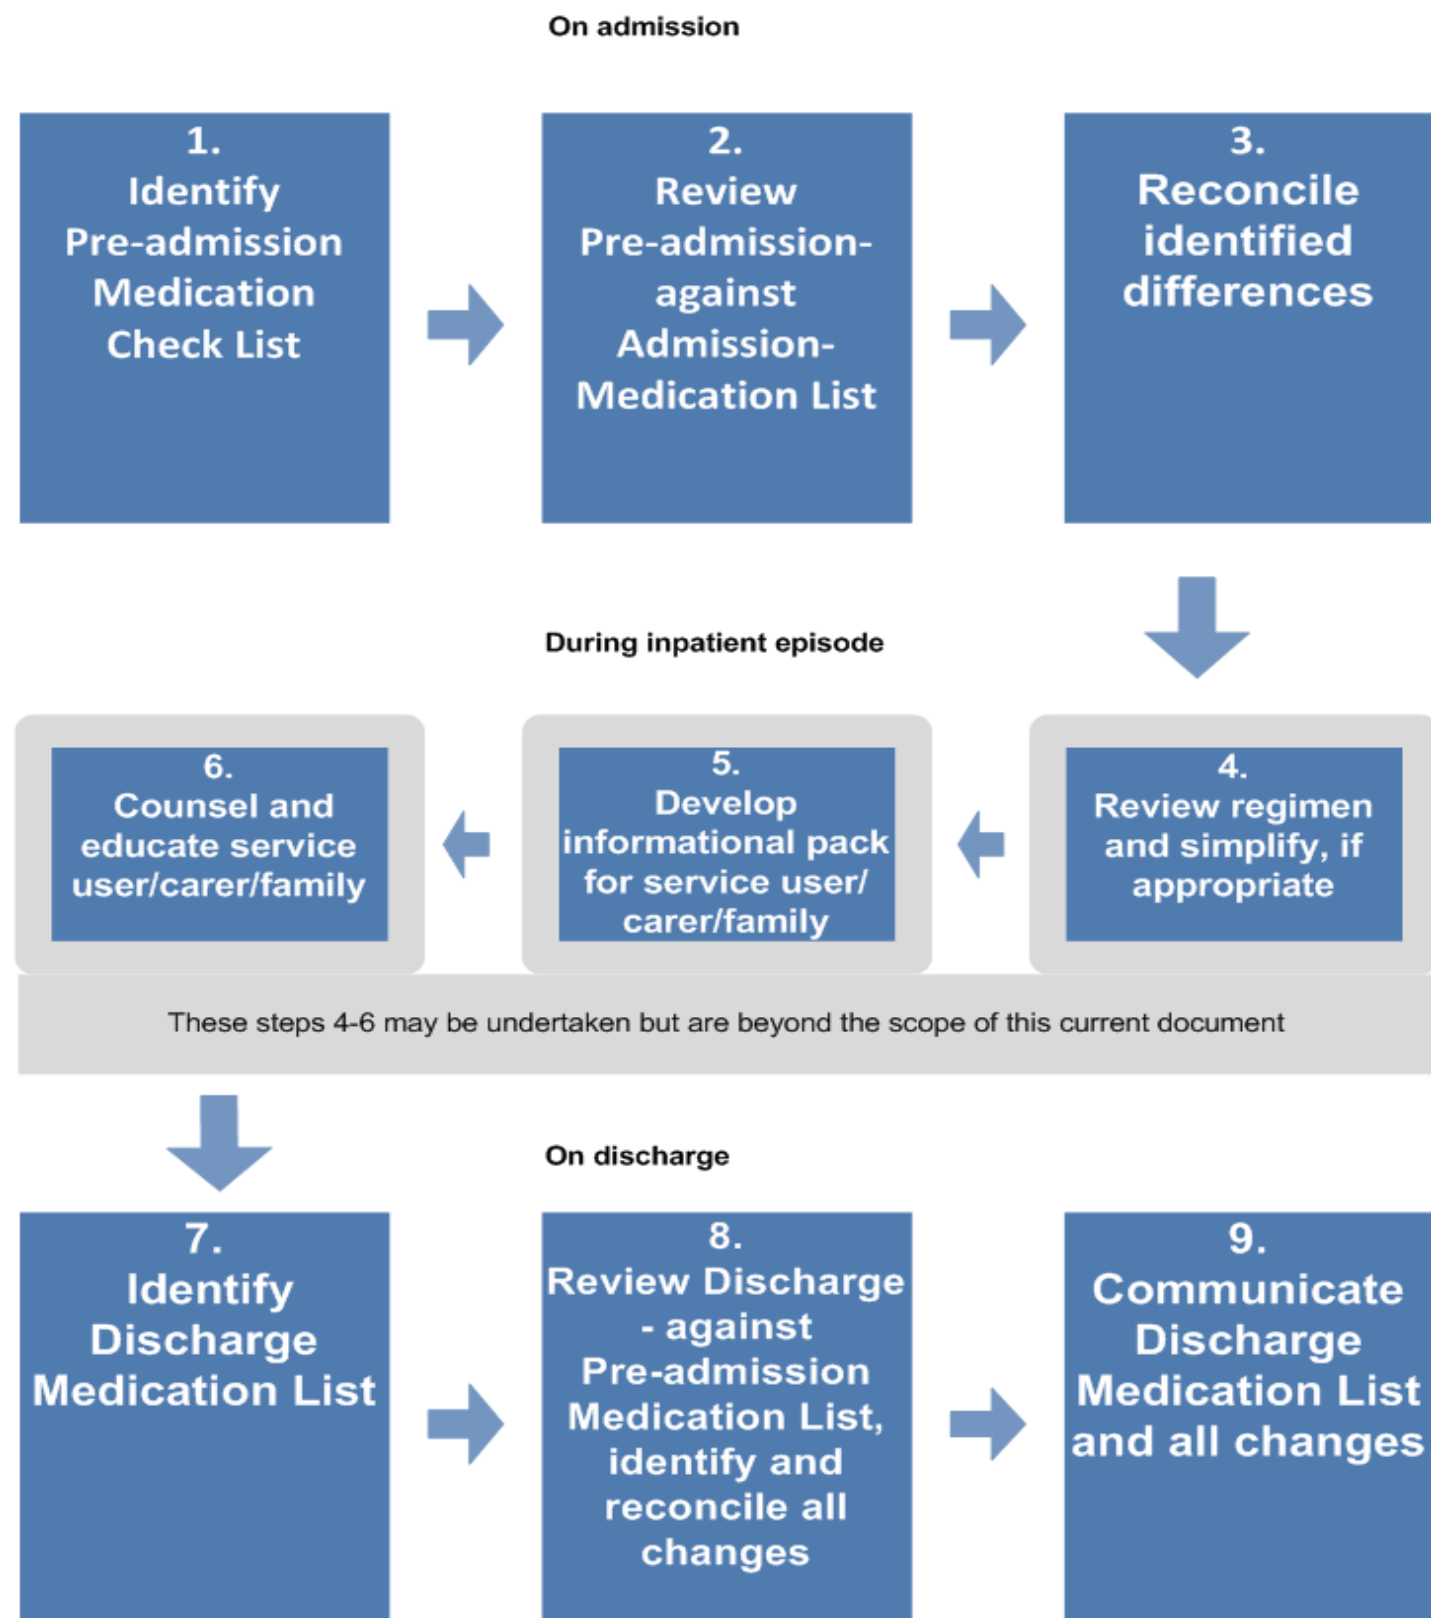 On admission
1.
Identify
Pre-admission
Medication
Check List
2.
Review
Pre-admission-
against
Admission-
Medication List
3.
Reconcile
identified
differences
During inpatient episode
6.
Counsel and
educate service
user/carer/family
5.
Develop
informational pack
for service user/
carer/family
4.
Review regimen
and simplify, if
appropriate
These steps 4-6 may be undertaken but are beyond the scope of this current document
On discharge
7.
Identify
Discharge
Medication List
8.
Review Discharge
- against
Pre-admission
Medication List,
identify and
reconcile all
changes
9.
Communicate
Discharge
Medication List
and all changes